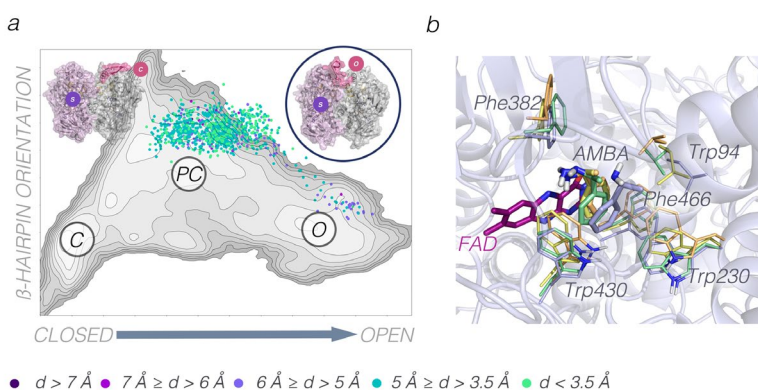 a
b
s
c
s
o
ß-HAIRPIN ORIENTATION
PC
C
O
CLOSED
OPEN
Phe382
AMBA
Trp94
Phe466
FAD
Trp430
Trp230
d > 7 Å
7 Å ≥ d > 6 Å
6 Å ≥ d > 5 Å
5 Å ≥ d > 3.5 Å
d < 3.5 Å